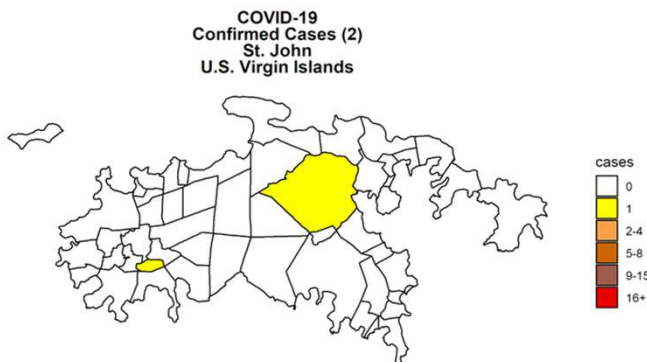 COVID-19
Confirmed Cases (2)
St. John
U.S. Virgin Islands
cases
0
1
2-4
5-8
9-15
16+